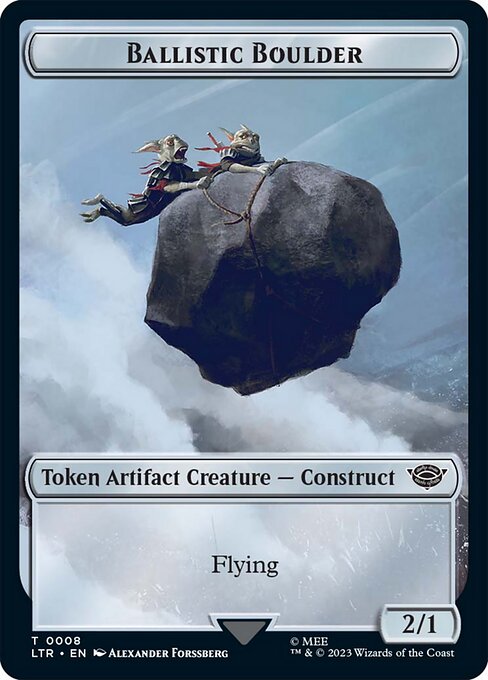 Ballistic Boulder
Token Artifact Creature — Construct
Flying
2/1
T 0008
LTR • EN Alexander Forssberg
© MEE
™ & © 2023 Wizards of the Coast